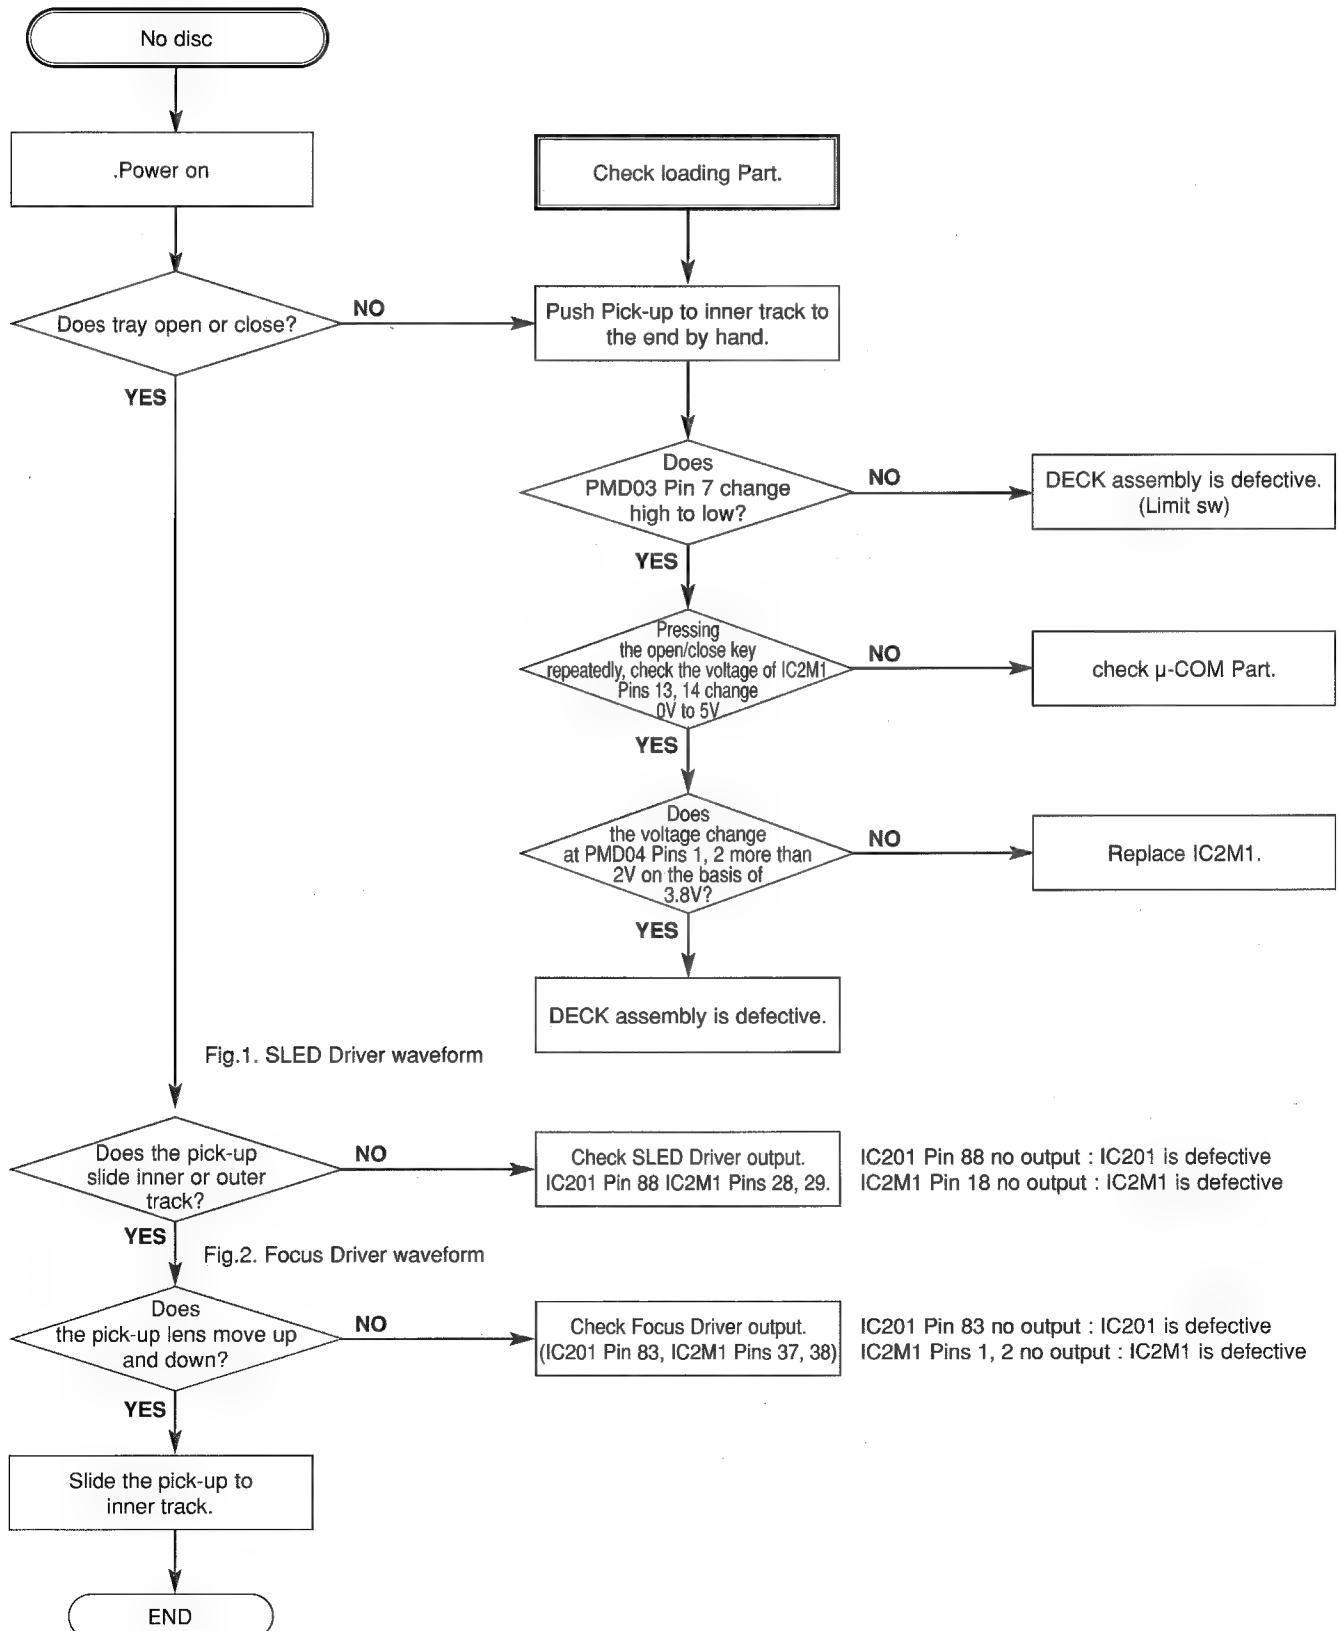 No disc
.Power on
Does tray open or close?
NO
YES
Check loading Part.
Push Pick-up to inner track to
the end by hand.
Does
PMD03 Pin 7 change
high to low?
NO
DECK assembly is defective.
(Limit sw)
YES
Pressing
the open/close key
repeatedly, check the voltage of IC2M1
Pins 13, 14 change
0V to 5V
NO
check μ-COM Part.
YES
Does
the voltage change
at PMD04 Pins 1, 2 more than
2V on the basis of
3.8V?
NO
Replace IC2M1.
YES
DECK assembly is defective.
Fig.1. SLED Driver waveform
Does the pick-up
slide inner or outer
track?
NO
Check SLED Driver output.
IC201 Pin 88 IC2M1 Pins 28, 29.
IC201 Pin 88 no output : IC201 is defective
IC2M1 Pin 18 no output : IC2M1 is defective
YES
Fig.2. Focus Driver waveform
Does
the pick-up lens move up
and down?
NO
Check Focus Driver output.
(IC201 Pin 83, IC2M1 Pins 37, 38)
IC201 Pin 83 no output : IC201 is defective
IC2M1 Pins 1, 2 no output : IC2M1 is defective
YES
Slide the pick-up to
inner track.
END